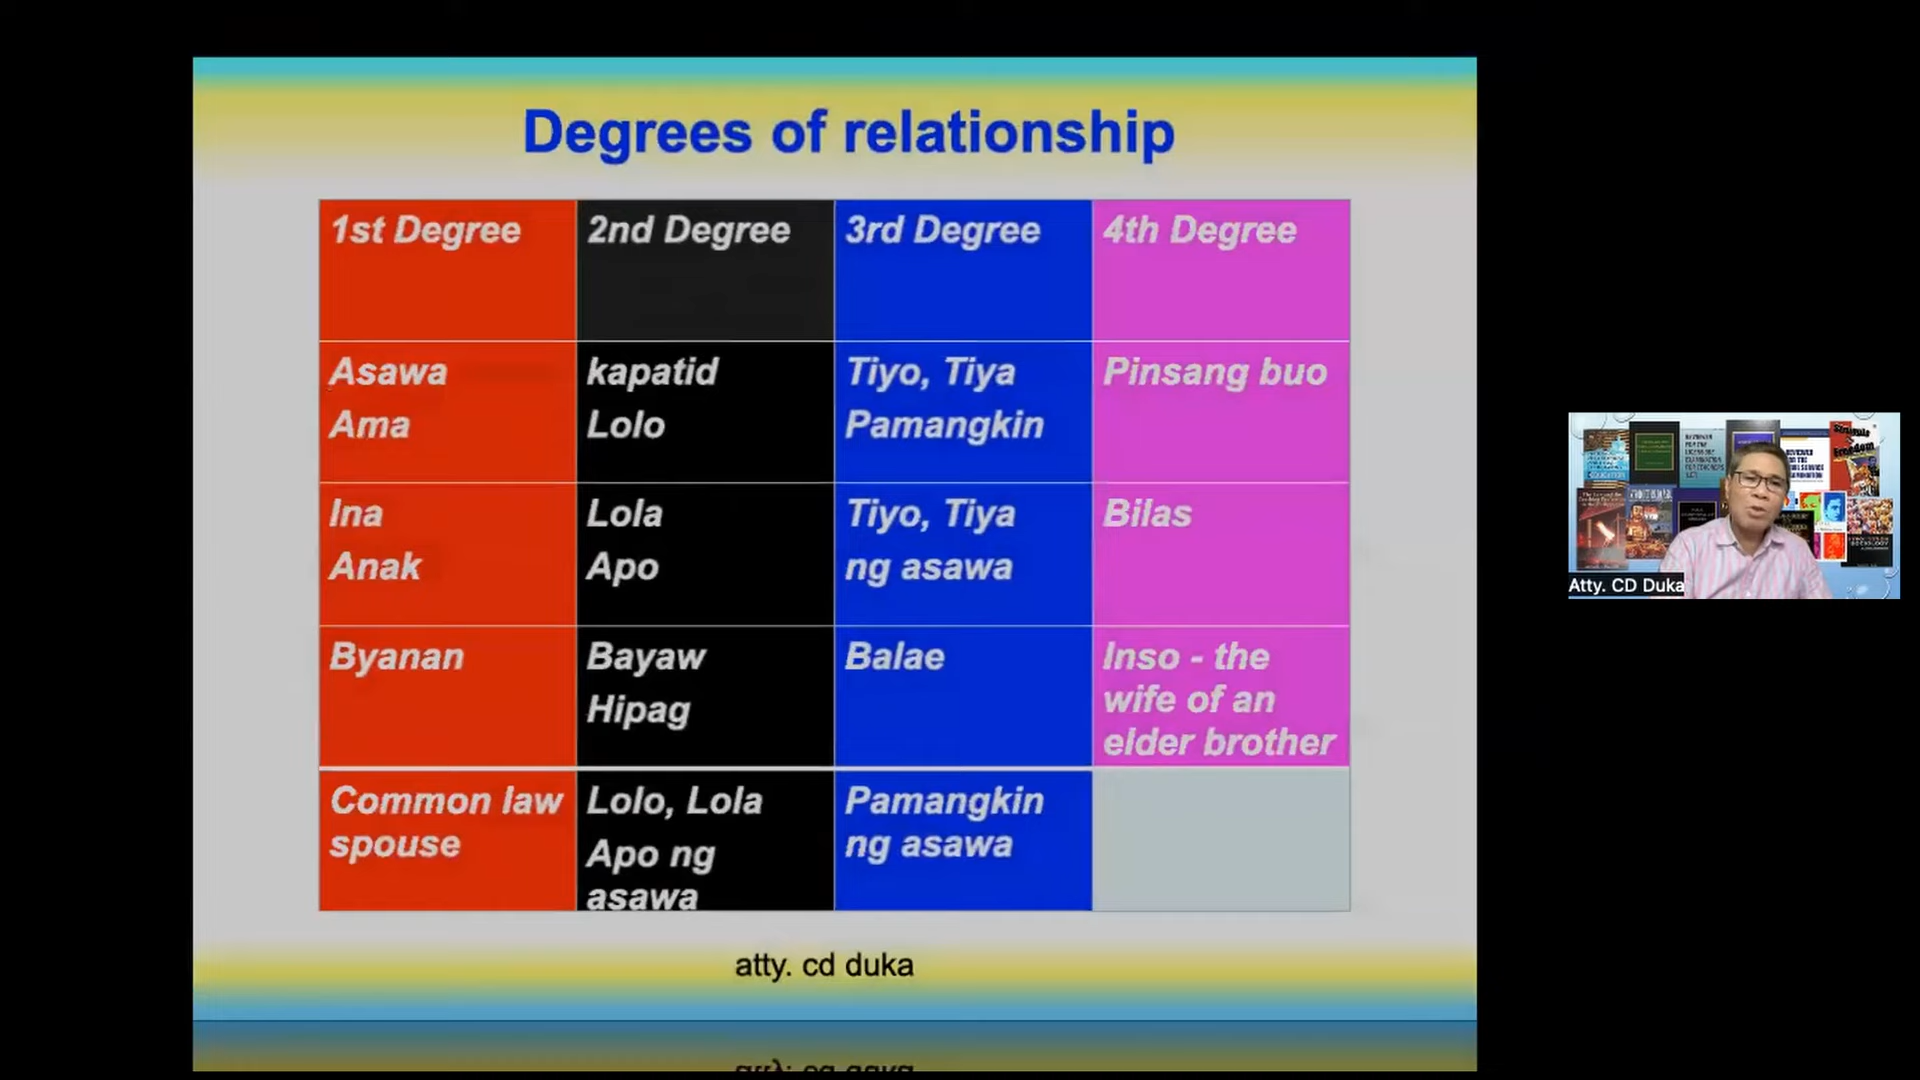 Degrees of relationship
1st Degree
2nd Degree
3rd Degree
4th Degree
Asawa
Ama
kapatid
Lolo
Tiyo, Tiya
Pamangkin
Pinsang buo
Ina
Anak
Lola
Apo
Tiyo, Tiya
ng asawa
Bilas
Byanan
Bayaw
Hipag
Balae
Inso - the
wife of an
elder brother
Common law
spouse
Lolo, Lola
Apo ng
asawa
Pamangkin
ng asawa
atty. cd duka
Atty. CD Duka